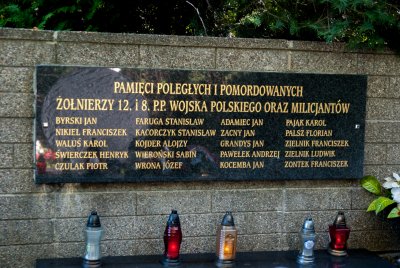 PAMIĘCI POLEGŁYCH I POMORDOWANYCH
ŻOŁNIERZY 12. i 8. P.P. WOJSKA POLSKIEGO ORAZ MILICJANTÓW
BYRSKI JAN FARUGA STANISŁAW ADAMIEC JAN PAJĄK KAROL
NIKIEL FRANCISZEK KACORCZYK STANISŁAW ZACNY JAN PALSZ FLORIAN
WALUŚ KAROL KOJDER ALOJZY GRANDYS JAN ZIELNIK FRANCISZEK
ŚWIERCZEK HENRYK WIEROŃSKI SABIN PAWEŁEK ANDRZEJ ZIELNIK LUDWIK
CZULAK PIOTR WRONA JÓZEF KOCEMBA JAN ZONTEK FRANCISZEK